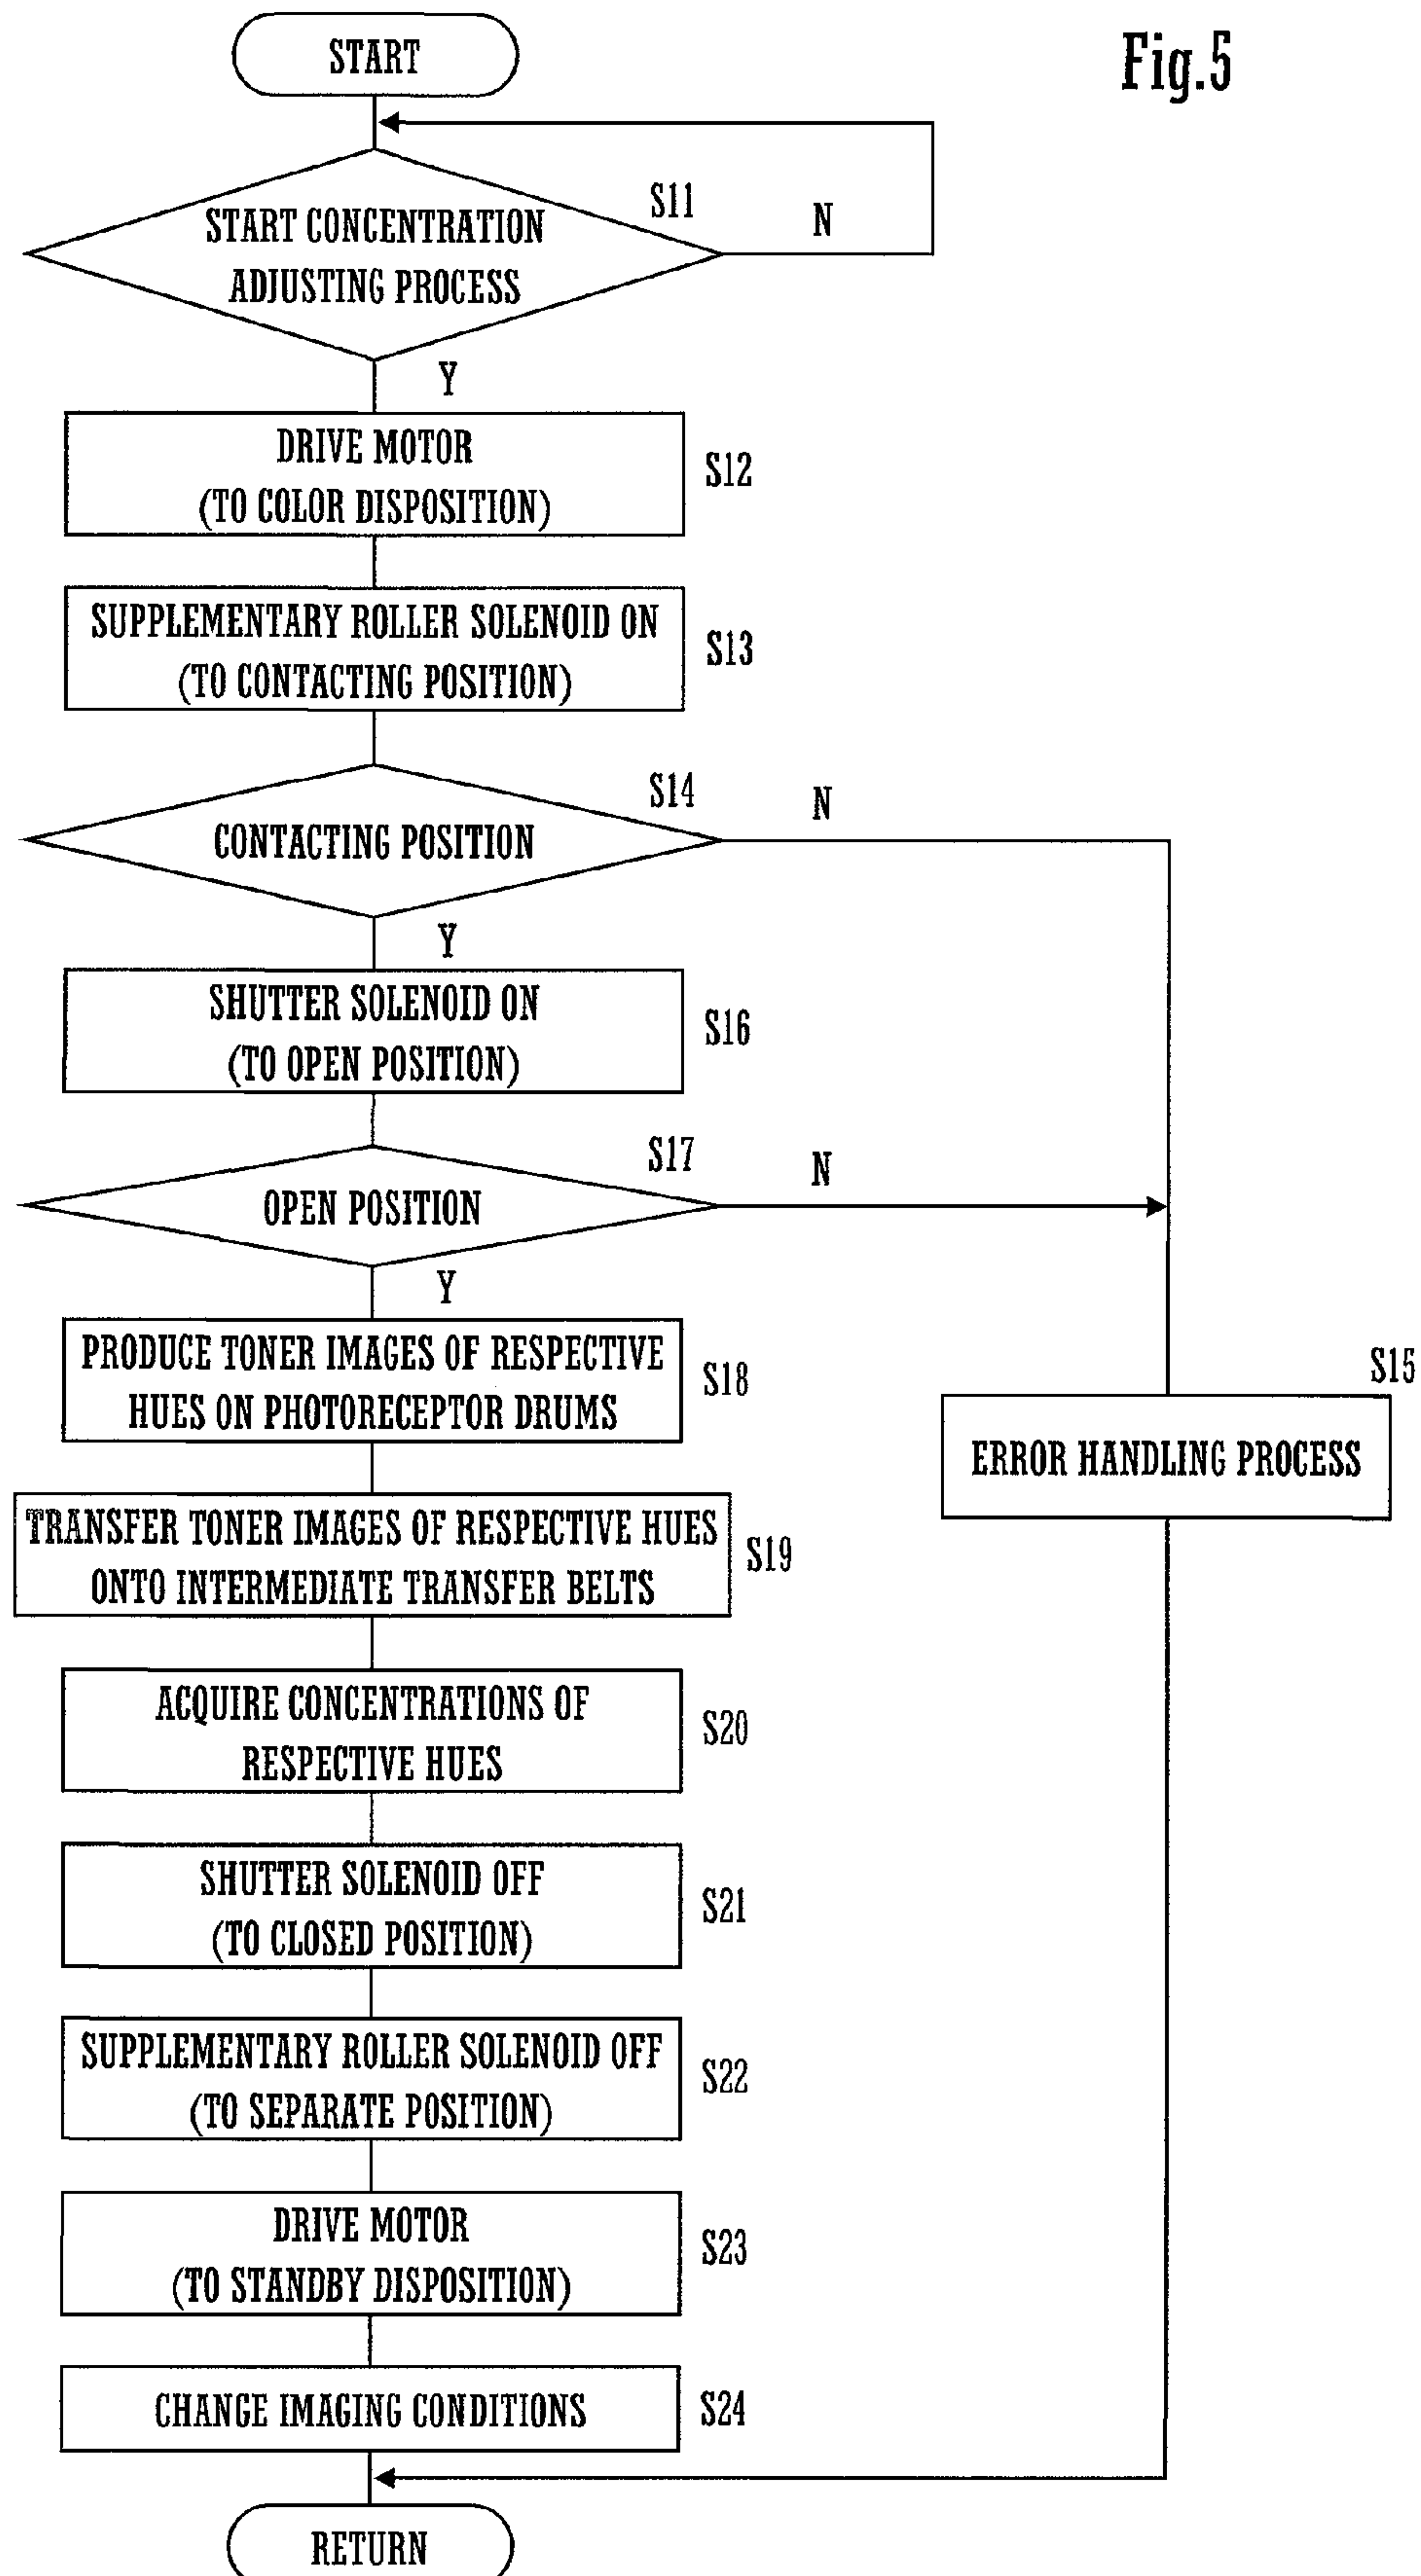 Fig.5
START
START CONCENTRATION
ADJUSTING PROCESS
S11
N
Y
DRIVE MOTOR
(TO COLOR DISPOSITION)
S12
SUPPLEMENTARY ROLLER SOLENOID ON
(TO CONTACTING POSITION)
S13
CONTACTING POSITION
S14
N
Y
SHUTTER SOLENOID ON
(TO OPEN POSITION)
S16
OPEN POSITION
S17
N
Y
PRODUCE TONER IMAGES OF RESPECTIVE
HUES ON PHOTORECEPTOR DRUMS
S18
S15
ERROR HANDLING PROCESS
TRANSFER TONER IMAGES OF RESPECTIVE HUES
ONTO INTERMEDIATE TRANSFER BELTS
S19
ACQUIRE CONCENTRATIONS OF
RESPECTIVE HUES
S20
SHUTTER SOLENOID OFF
(TO CLOSED POSITION)
S21
SUPPLEMENTARY ROLLER SOLENOID OFF
(TO SEPARATE POSITION)
S22
DRIVE MOTOR
(TO STANDBY DISPOSITION)
S23
CHANGE IMAGING CONDITIONS
S24
RETURN